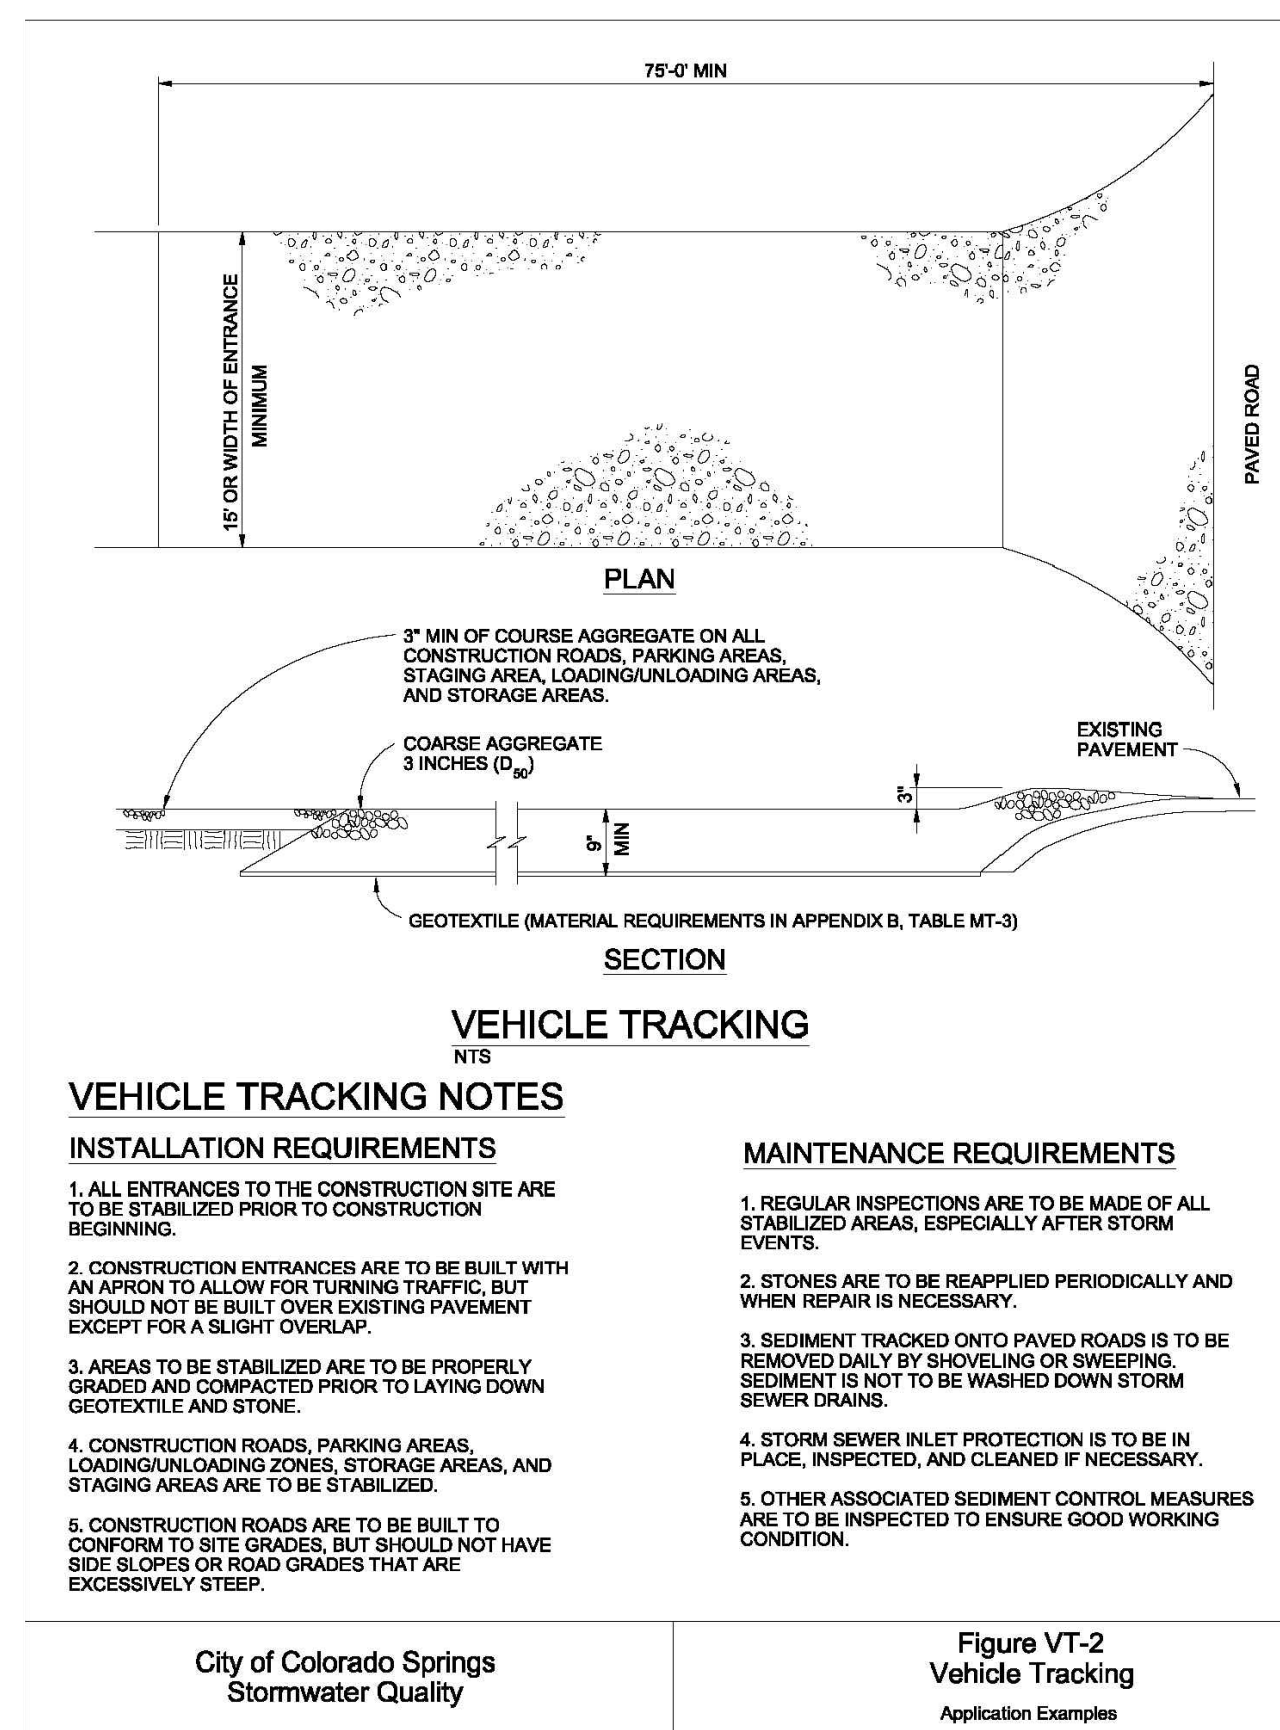 75'-0' MIN
15' OR WIDTH OF ENTRANCE
MINIMUM
PAVED ROAD
PLAN
3" MIN OF COURSE AGGREGATE ON ALL
CONSTRUCTION ROADS, PARKING AREAS,
STAGING AREA, LOADING/UNLOADING AREAS,
AND STORAGE AREAS.
COARSE AGGREGATE
3 INCHES (D50)
EXISTING
PAVEMENT
3"
9"
MIN
GEOTEXTILE (MATERIAL REQUIREMENTS IN APPENDIX B, TABLE MT-3)
SECTION
VEHICLE TRACKING
NTS
VEHICLE TRACKING NOTES
INSTALLATION REQUIREMENTS
1. ALL ENTRANCES TO THE CONSTRUCTION SITE ARE
TO BE STABILIZED PRIOR TO CONSTRUCTION
BEGINNING.
2. CONSTRUCTION ENTRANCES ARE TO BE BUILT WITH
AN APRON TO ALLOW FOR TURNING TRAFFIC, BUT
SHOULD NOT BE BUILT OVER EXISTING PAVEMENT
EXCEPT FOR A SLIGHT OVERLAP.
3. AREAS TO BE STABILIZED ARE TO BE PROPERLY
GRADED AND COMPACTED PRIOR TO LAYING DOWN
GEOTEXTILE AND STONE.
4. CONSTRUCTION ROADS, PARKING AREAS,
LOADING/UNLOADING ZONES, STORAGE AREAS, AND
STAGING AREAS ARE TO BE STABILIZED.
5. CONSTRUCTION ROADS ARE TO BE BUILT TO
CONFORM TO SITE GRADES, BUT SHOULD NOT HAVE
SIDE SLOPES OR ROAD GRADES THAT ARE
EXCESSIVELY STEEP.
MAINTENANCE REQUIREMENTS
1. REGULAR INSPECTIONS ARE TO BE MADE OF ALL
STABILIZED AREAS, ESPECIALLY AFTER STORM
EVENTS.
2. STONES ARE TO BE REAPPLIED PERIODICALLY AND
WHEN REPAIR IS NECESSARY.
3. SEDIMENT TRACKED ONTO PAVED ROADS IS TO BE
REMOVED DAILY BY SHOVELING OR SWEEPING.
SEDIMENT IS NOT TO BE WASHED DOWN STORM
SEWER DRAINS.
4. STORM SEWER INLET PROTECTION IS TO BE IN
PLACE, INSPECTED, AND CLEANED IF NECESSARY.
5. OTHER ASSOCIATED SEDIMENT CONTROL MEASURES
ARE TO BE INSPECTED TO ENSURE GOOD WORKING
CONDITION.
City of Colorado Springs
Stormwater Quality
Figure VT-2
Vehicle Tracking
Application Examples